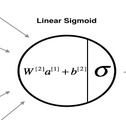 Linear Sigmoid
W^{[2]}a^{[1]} + b^{[2]} σ